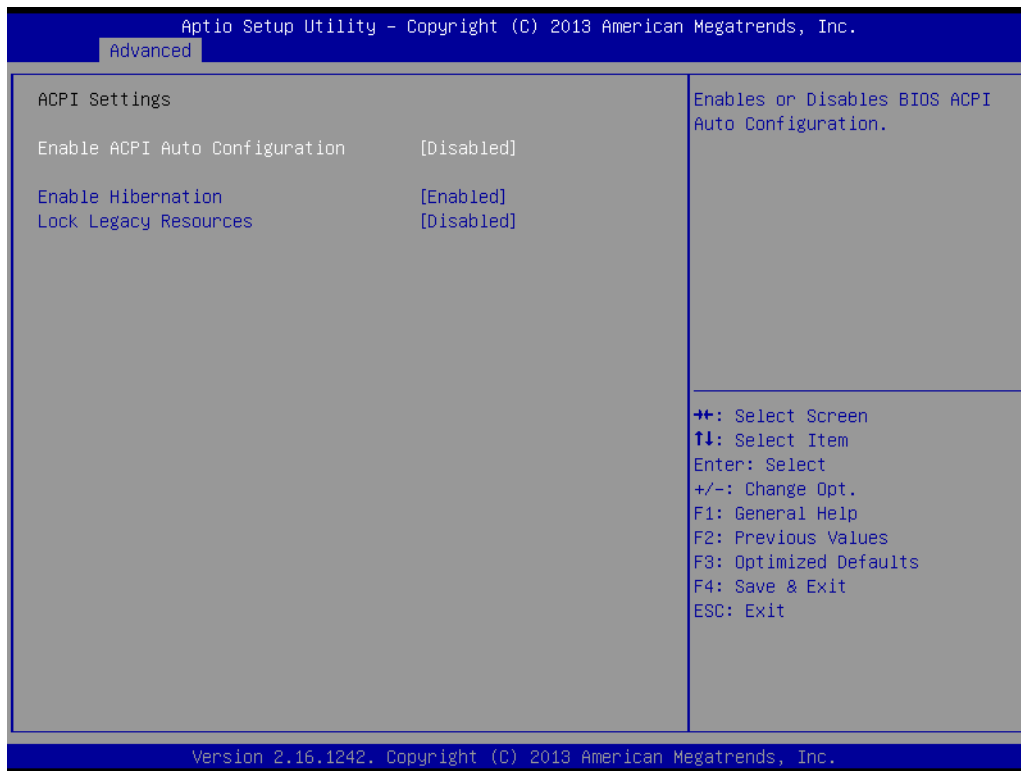 Aptio Setup Utility – Copyright (C) 2013 American Megatrends, Inc.
Advanced
ACPI Settings
Enable ACPI Auto Configuration [Disabled]
Enable Hibernation [Enabled]
Lock Legacy Resources [Disabled]
Enables or Disables BIOS ACPI
Auto Configuration.
→←: Select Screen
↑↓: Select Item
Enter: Select
+/-: Change Opt.
F1: General Help
F2: Previous Values
F3: Optimized Defaults
F4: Save & Exit
ESC: Exit
Version 2.16.1242. Copyright (C) 2013 American Megatrends, Inc.